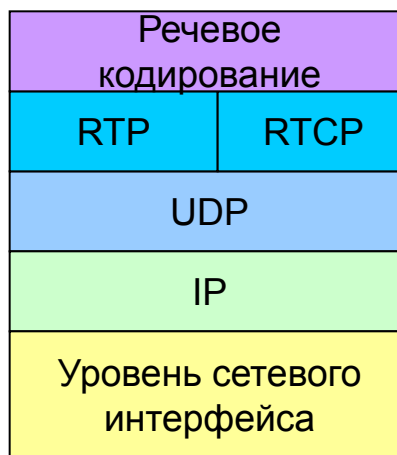 Речевое
кодирование
RTP RTCP
UDP
IP
Уровень сетевого
интерфейса